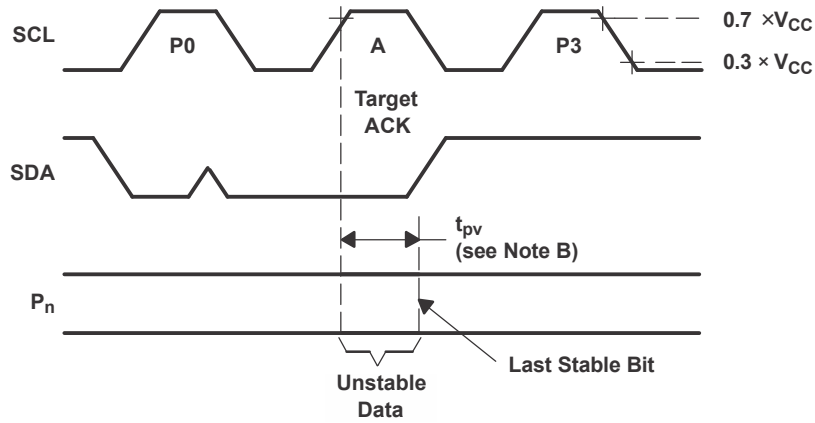 SCL
P0
A
P3
0.7 ×VCC
0.3 × VCC
Target
ACK
SDA
tpv
(see Note B)
Pn
Last Stable Bit
Unstable
Data